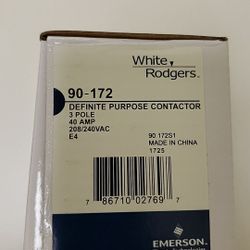 White
Rodgers
90-172
DEFINITE PURPOSE CONTACTOR
3 POLE
40 AMP
208/240VAC
E4
90 172S1
MADE IN CHINA
1725
7 86710 02769 7
EMERSON